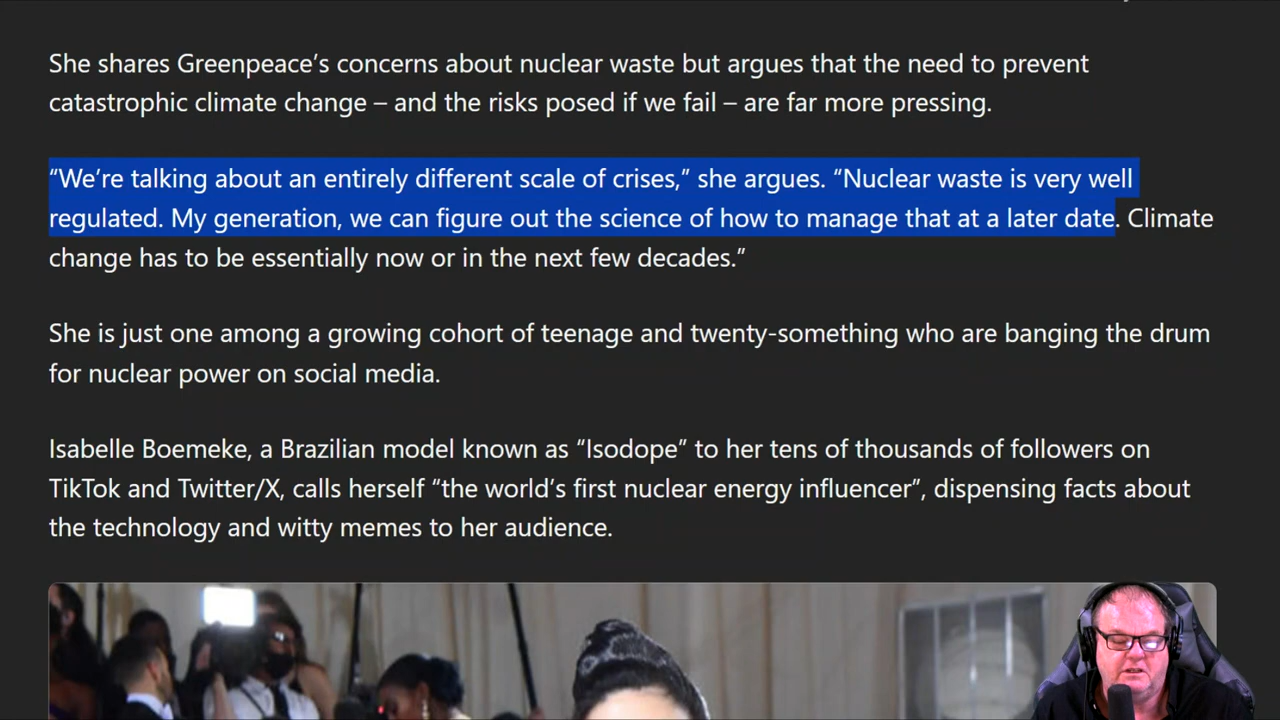 She shares Greenpeace’s concerns about nuclear waste but argues that the need to prevent
catastrophic climate change – and the risks posed if we fail – are far more pressing.
“We’re talking about an entirely different scale of crises,” she argues. “Nuclear waste is very well
regulated. My generation, we can figure out the science of how to manage that at a later date. Climate
change has to be essentially now or in the next few decades.”
She is just one among a growing cohort of teenage and twenty-something who are banging the drum
for nuclear power on social media.
Isabelle Boemeke, a Brazilian model known as “Isodope” to her tens of thousands of followers on
TikTok and Twitter/X, calls herself “the world’s first nuclear energy influencer”, dispensing facts about
the technology and witty memes to her audience.